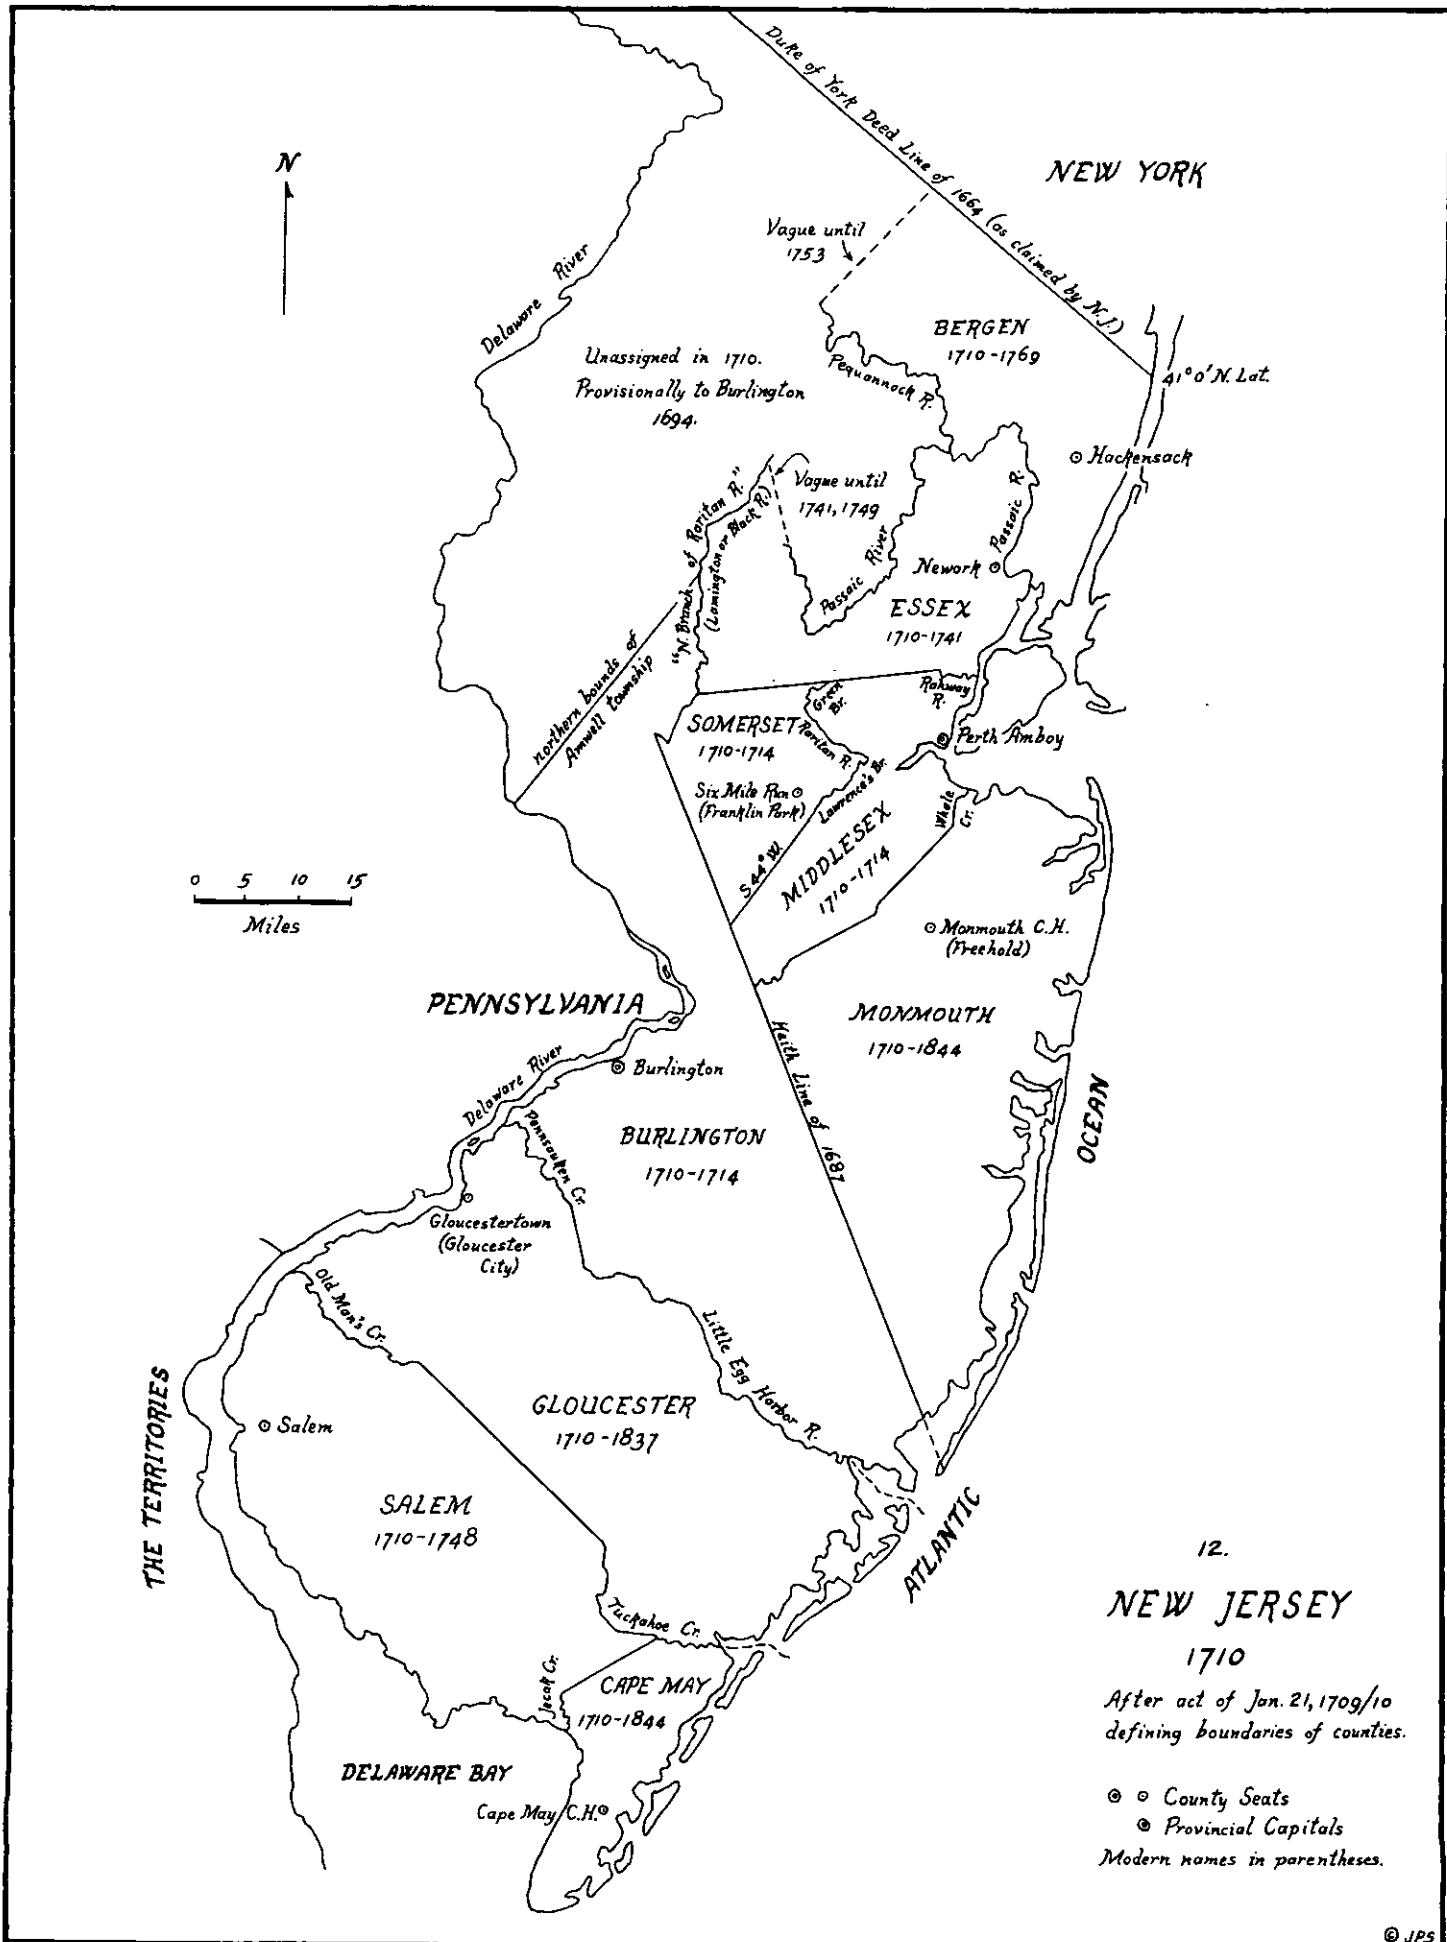 N
Duke of York Deed Line of 1664 (as claimed by N.J.)
NEW YORK
Vague until
1753
Delaware River
BERGEN
1710-1769
Unassigned in 1710.
Provisionally to Burlington
1694.
Pequannock R.
41°0' N. Lat.
Hackensack
Vague until
1741, 1749
"N. Branch of Raritan R."
(Lamington or Black R.)
Passaic River
Passaic R.
Newark
ESSEX
1710-1741
northern bounds of
Amwell township
Green
Br.
Rahway
R.
SOMERSET
1710-1714
Raritan R.
Perth Amboy
Six Mile Run
(Franklin Park)
Lawrence's Br.
Whale
Cr.
S 44° W.
MIDDLESEX
1710-1714
0 5 10 15
Miles
Monmouth C.H.
(Freehold)
PENNSYLVANIA
MONMOUTH
1710-1844
Keith Line of 1687
Delaware River
Burlington
OCEAN
Pennsauken Cr.
BURLINGTON
1710-1714
Gloucestertown
(Gloucester
City)
Old Man's Cr.
Little Egg Harbor R.
THE TERRITORIES
GLOUCESTER
1710-1837
Salem
SALEM
1710-1748
ATLANTIC
Tuckahoe Cr.
Jecak Cr.
CAPE MAY
1710-1844
DELAWARE BAY
Cape May C.H.
12.
NEW JERSEY
1710
After act of Jan. 21, 1709/10
defining boundaries of counties.
County Seats
Provincial Capitals
Modern names in parentheses.
© JPS